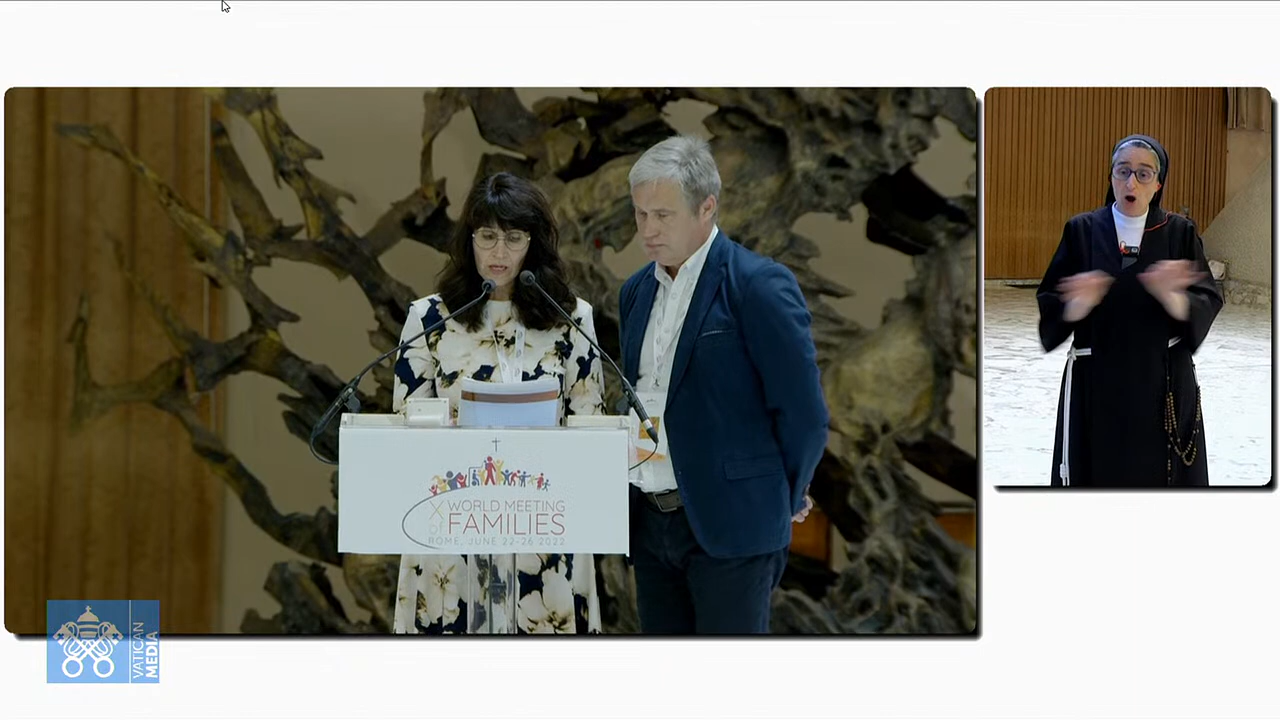 X WORLD MEETING
of FAMILIES
ROME, JUNE 22-26 2022
VATICAN
MEDIA